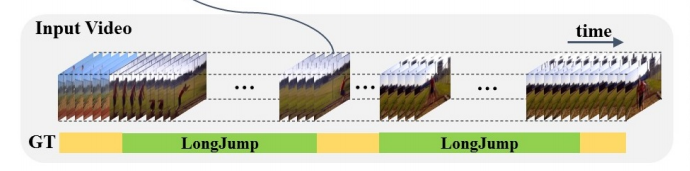 Input Video
time
... ... ...
GT LongJump LongJump